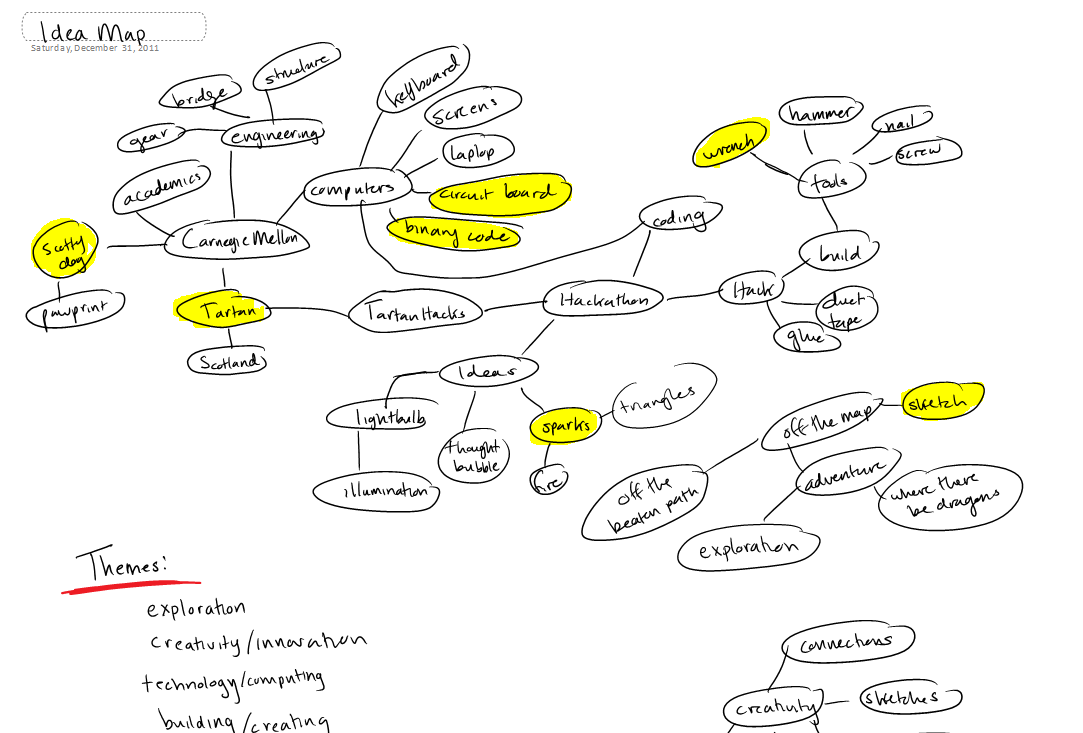 Idea Map
Saturday, December 31, 2011
structure
bridge
gear
engineering
academics
Carnegie Mellon
Scotty
dog
pawprint
Tartan
Scotland
keyboard
screens
laptop
computers
circuit board
binary code
coding
TartanHacks
Hackathon
Hack
wrench
hammer
nail
screw
tools
build
duct
tape
glue
Ideas
lightbulb
illumination
thought
bubble
sparks
triangles
fire
off the map
sketch
off the
beaten path
adventure
where there
be dragons
exploration
Themes:
exploration
creativity/innovation
technology/computing
building/creating
connections
creativity
sketches